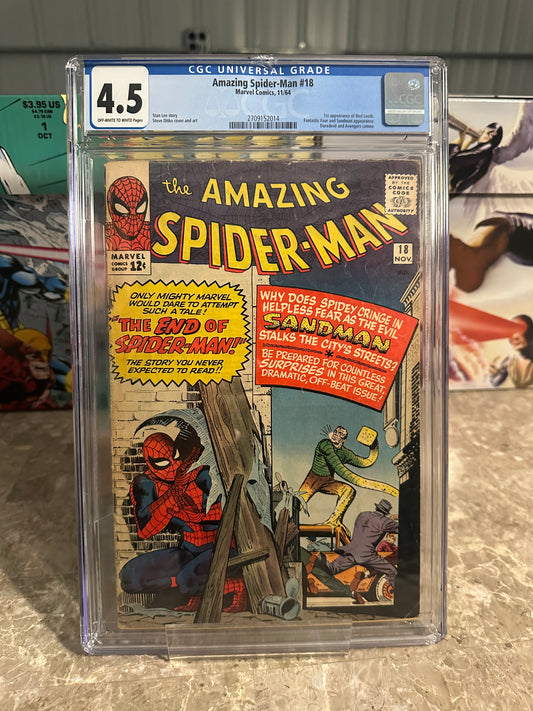 CGC UNIVERSAL GRADE
4.5
OFF-WHITE TO WHITE Pages
Amazing Spider-Man #18
Marvel Comics, 11/64
Stan Lee story
Steve Ditko cover and art
2709152014
1st appearance of Ned Leeds.
Fantastic Four and Sandman appearance.
Daredevil and Avengers cameo.
CGC
$3.95 US
1
OCT
the AMAZING
SPIDER-MAN
MARVEL
COMICS
GROUP
12¢
APPROVED
BY THE
COMICS
CODE
AUTHORITY
18
NOV.
ONLY MIGHTY MARVEL
WOULD DARE TO ATTEMPT
SUCH A TALE!
"THE END OF
SPIDER-MAN!"
THE STORY YOU NEVER
EXPECTED TO READ!!
WHY DOES SPIDEY CRINGE IN
HELPLESS FEAR AS THE EVIL
SANDMAN
STALKS THE CITY'S STREETS?
*
BE PREPARED FOR COUNTLESS
SURPRISES IN THIS GREAT
DRAMATIC, OFF-BEAT ISSUE!